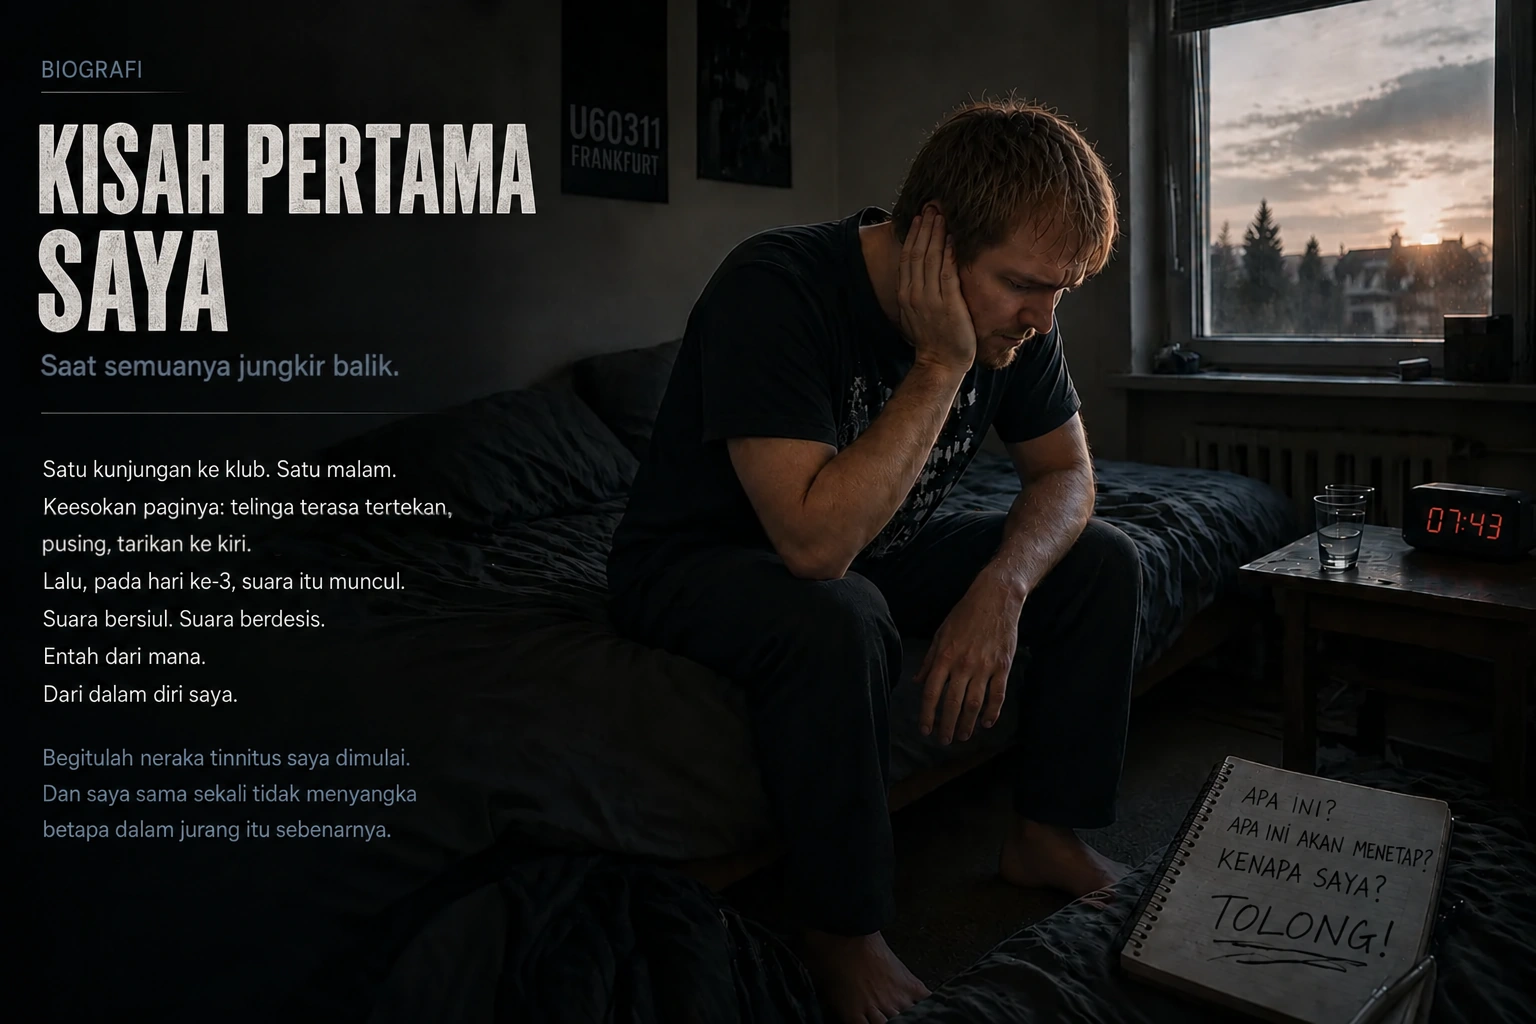 BIOGRAFI
KISAH PERTAMA
SAYA
Saat semuanya jungkir balik.
Satu kunjungan ke klub. Satu malam.
Keesokan paginya: telinga terasa tertekan,
pusing, tarikan ke kiri.
Lalu, pada hari ke-3, suara itu muncul.
Suara bersiul. Suara berdesis.
Entah dari mana.
Dari dalam diri saya.
Begitulah neraka tinnitus saya dimulai.
Dan saya sama sekali tidak menyangka
betapa dalam jurang itu sebenarnya.
U60311
FRANKFURT
07:43
APA INI?
APA INI AKAN MENETAP?
KENAPA SAYA?
TOLONG!